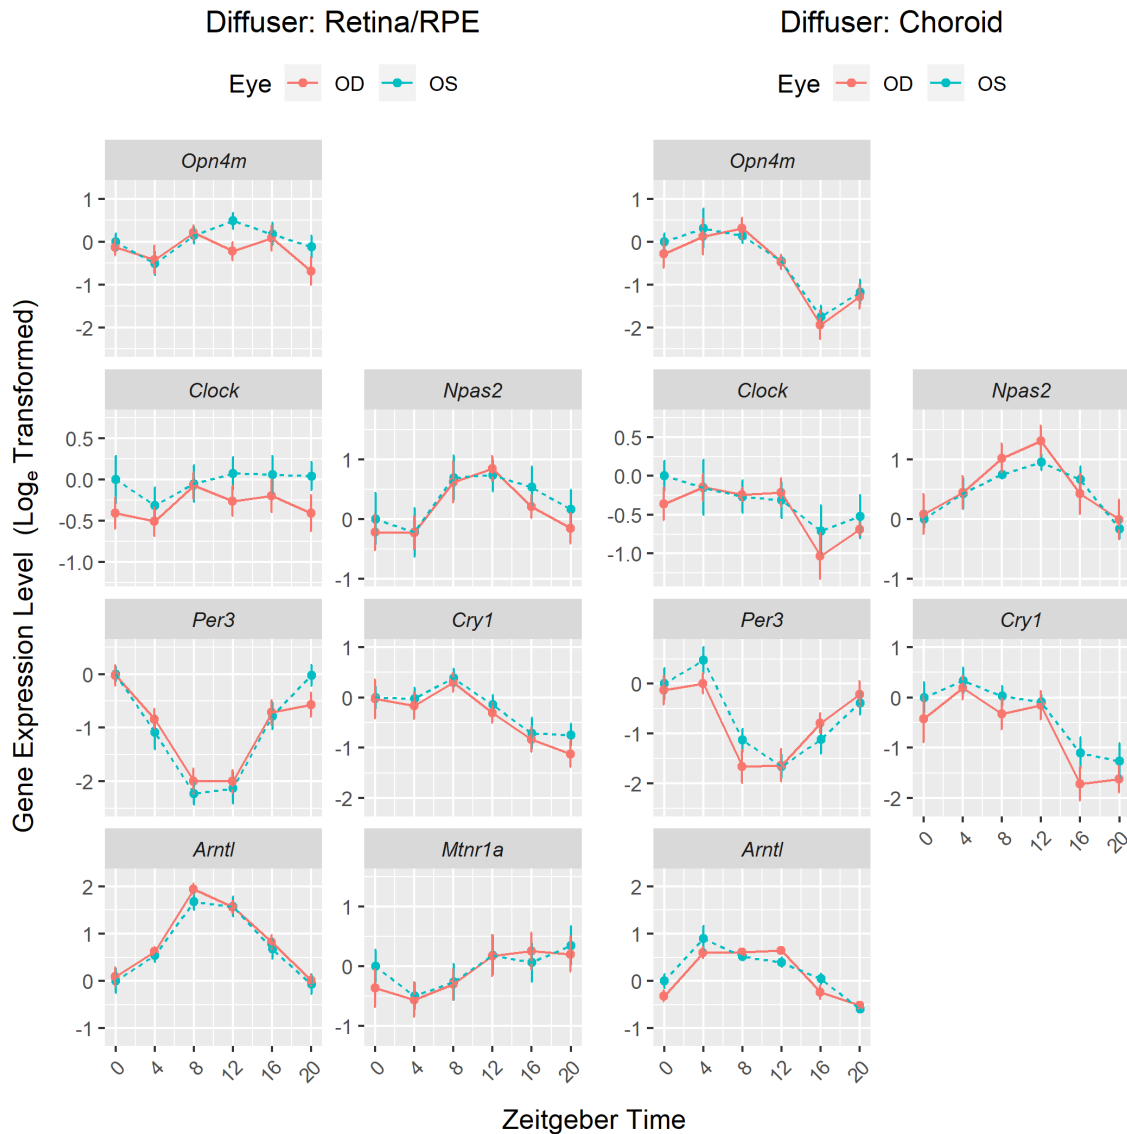 Diffuser: Retina/RPE
Diffuser: Choroid
Eye OD OS
Eye OD OS
Gene Expression Level (Logₑ Transformed)
Opn4m
1
0
-1
-2
Opn4m
1
0
-1
-2
Clock
0.5
0.0
-0.5
-1.0
Npas2
1
0
-1
Clock
0.5
0.0
-0.5
-1.0
Npas2
1
0
-1
Per3
0
-1
-2
Cry1
1
0
-1
-2
Per3
0
-1
-2
Cry1
1
0
-1
-2
0 4 8 12 16 20
Arntl
2
1
0
-1
0 4 8 12 16 20
Mtnr1a
1
0
-1
0 4 8 12 16 20
Arntl
2
1
0
-1
0 4 8 12 16 20
Zeitgeber Time